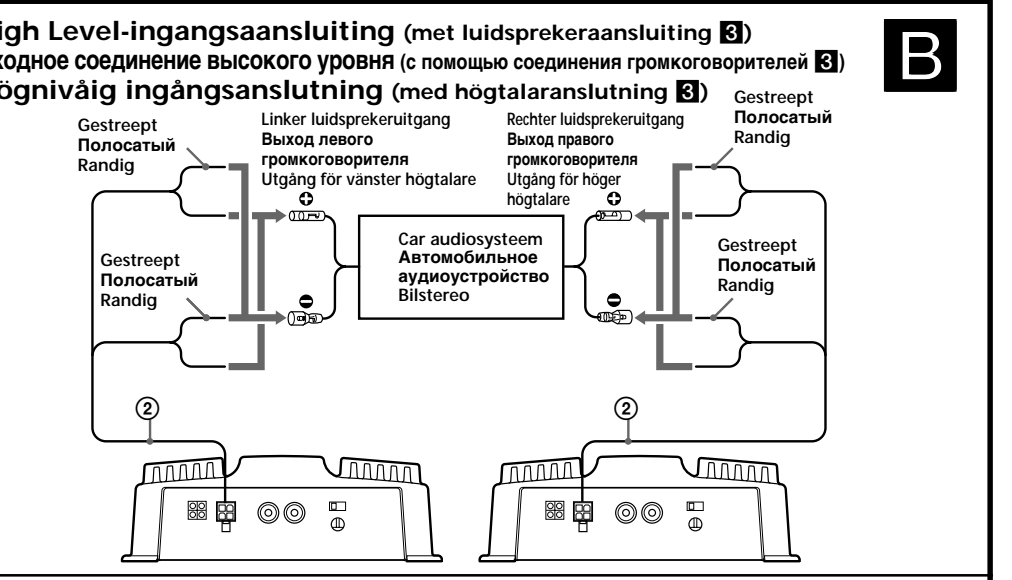 igh Level-ingangsaansluiting (met luidsprekeraansluiting 3)
ходное соединение высокого уровня (с помощью соединения громкоговорителей 3)
ögnivåig ingångsanslutning (med högtalaranslutning 3)
B
Gestreept
Полосатый
Randig
Linker luidsprekeruitgang
Выход левого
громкоговорителя
Utgång för vänster högtalare
Rechter luidsprekeruitgang
Выход правого
громкоговорителя
Utgång för höger
högtalare
Gestreept
Полосатый
Randig
Gestreept
Полосатый
Randig
Car audiosysteem
Автомобильное
аудиоустройство
Bilstereo
Gestreept
Полосатый
Randig
2
2